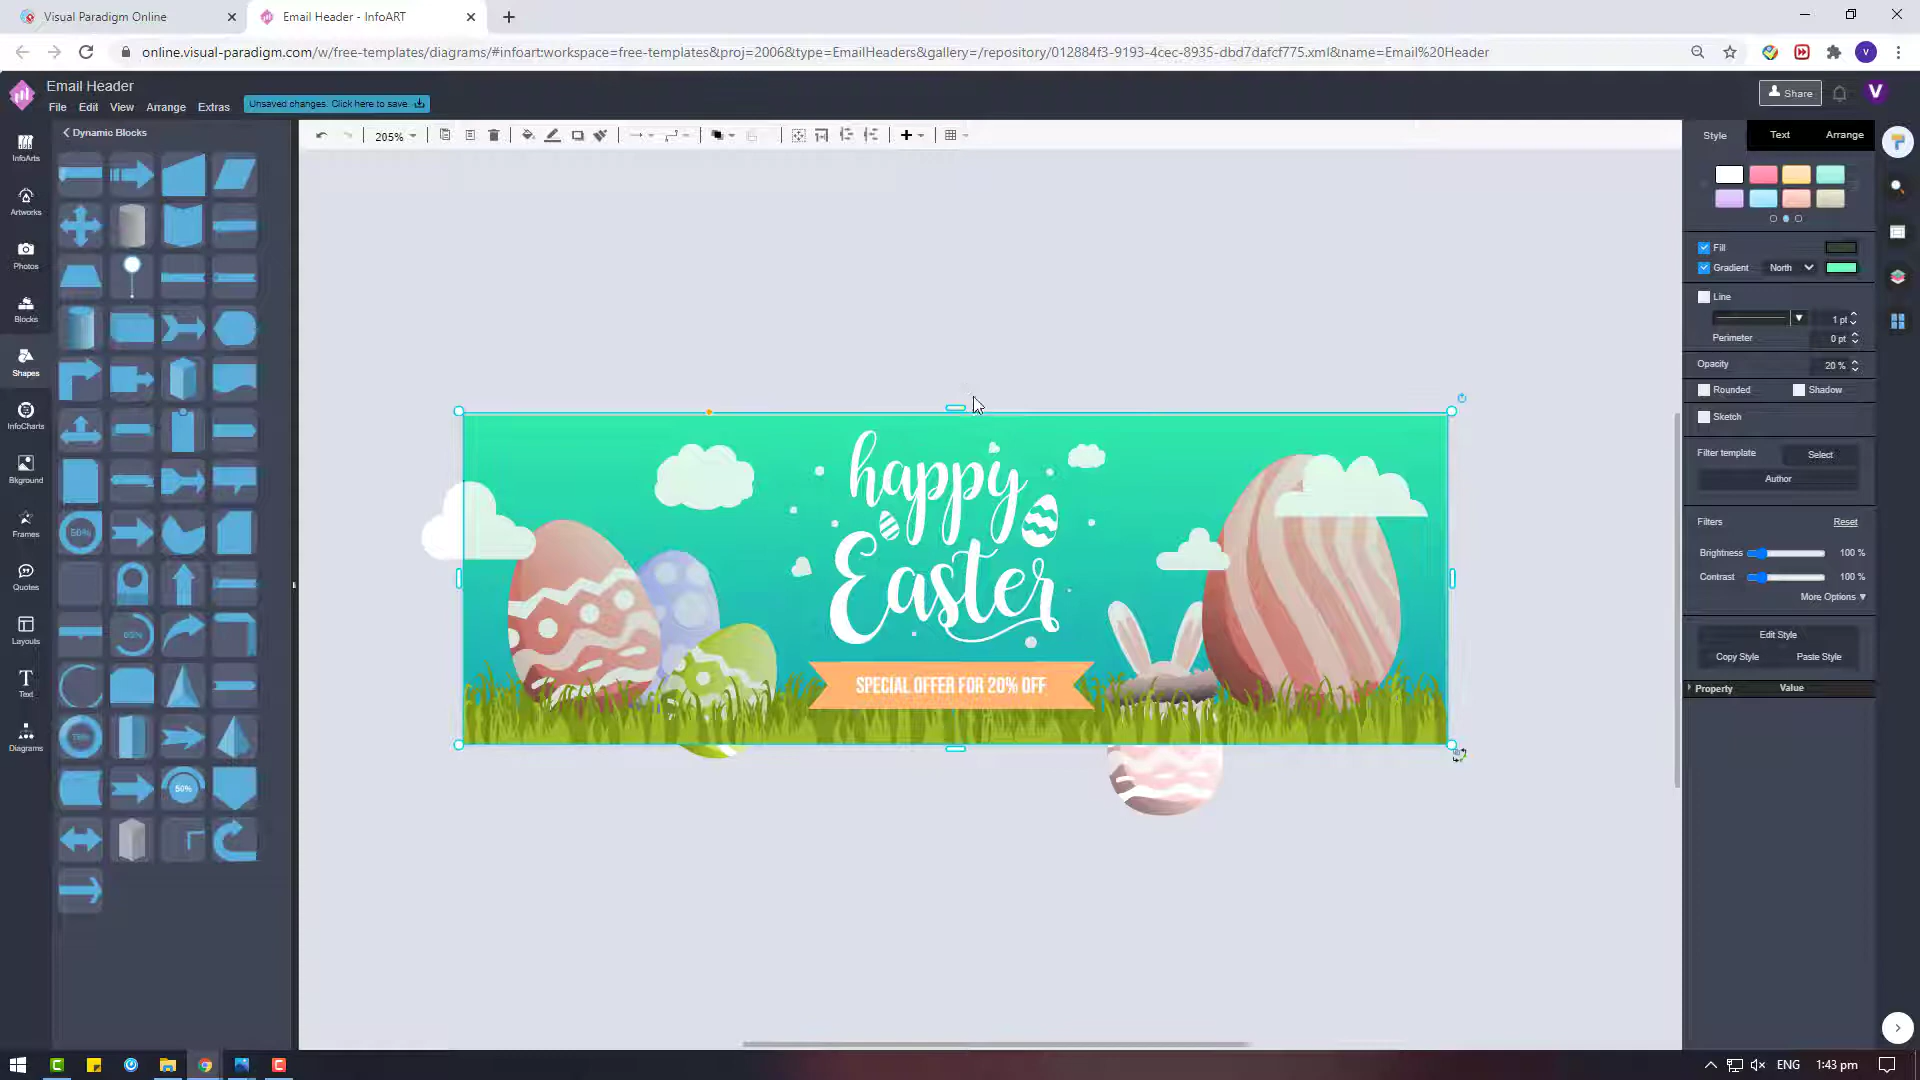 Visual Paradigm Online
Email Header - InfoART
online.visual-paradigm.com/w/free-templates/diagrams/#infoart:workspace=free-templates&proj=2006&type=EmailHeaders&gallery=/repository/012884f3-9193-4cec-8935-dbd7dafcf775.xml&name=Email%20Header
V
Email Header
File Edit View Arrange Extras Unsaved changes. Click here to save.
Share
V
Dynamic Blocks
205%
Style Text Arrange
InfoArts
Artworks
Photos
Blocks
Shapes
InfoCharts
Bkground
Frames
Quotes
Layouts
Text
Diagrams
50%
85%
50%
happy
Easter
SPECIAL OFFER FOR 20% OFF
Fill
Gradient North
Line
1 pt
Perimeter 0 pt
Opacity 20 %
Rounded Shadow
Sketch
Filter template Select
Author
Filters Reset
Brightness 100 %
Contrast 100 %
More Options ▼
Edit Style
Copy Style Paste Style
Property Value
ENG 1:43 pm